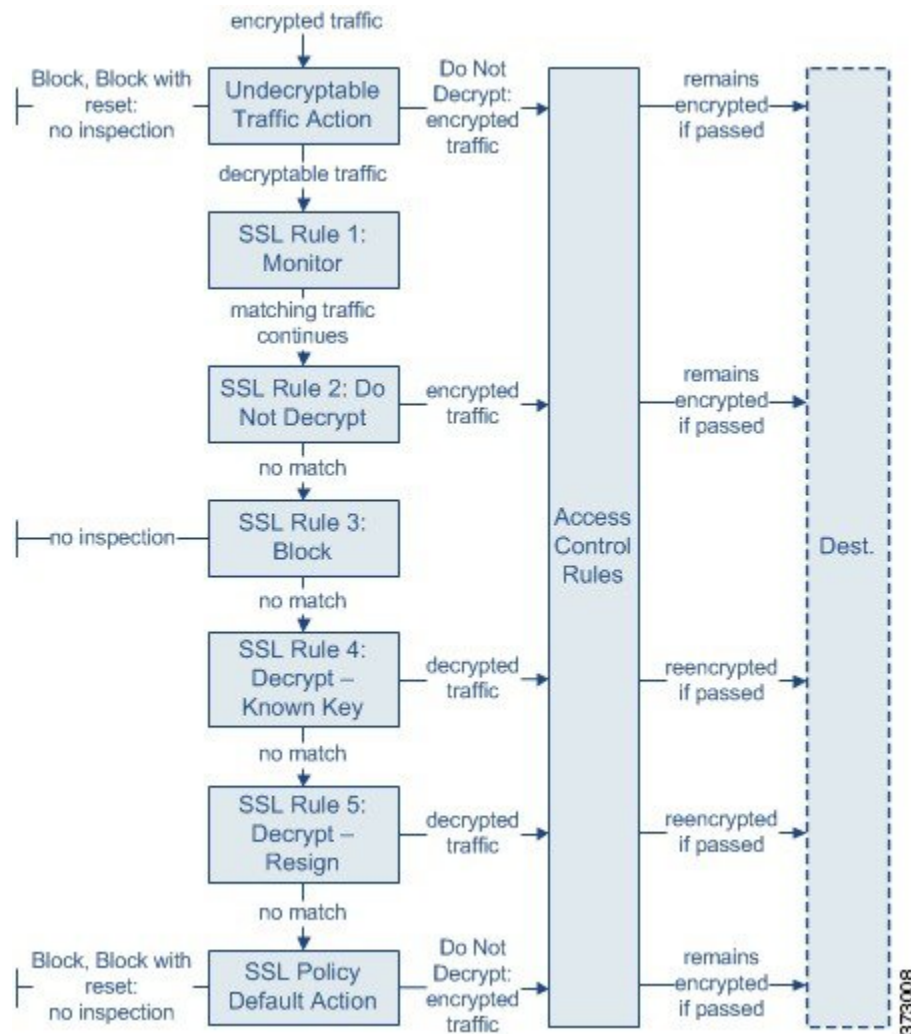 encrypted traffic
Block, Block with
reset:
no inspection
Undecryptable
Traffic Action
Do Not
Decrypt:
encrypted
traffic
remains
encrypted
if passed
decryptable traffic
SSL Rule 1:
Monitor
matching traffic
continues
SSL Rule 2: Do
Not Decrypt
encrypted
traffic
remains
encrypted
if passed
no match
no inspection
SSL Rule 3:
Block
Access
Control
Rules
Dest.
no match
SSL Rule 4:
Decrypt –
Known Key
decrypted
traffic
reencrypted
if passed
no match
SSL Rule 5:
Decrypt –
Resign
decrypted
traffic
reencrypted
if passed
no match
Block, Block with
reset:
no inspection
SSL Policy
Default Action
Do Not
Decrypt:
encrypted
traffic
remains
encrypted
if passed
373008